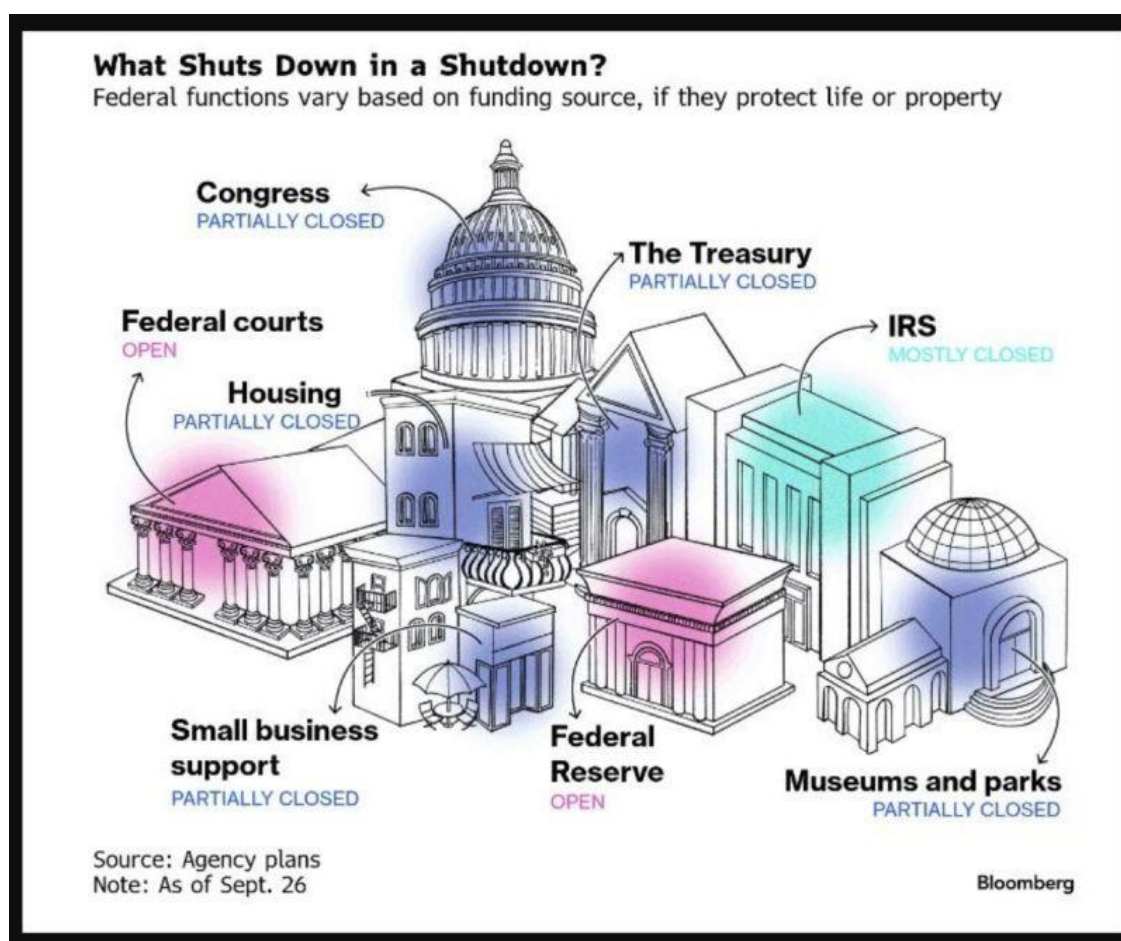 What Shuts Down in a Shutdown?
Federal functions vary based on funding source, if they protect life or property
Congress
PARTIALLY CLOSED
The Treasury
PARTIALLY CLOSED
Federal courts
OPEN
IRS
MOSTLY CLOSED
Housing
PARTIALLY CLOSED
Small business
support
PARTIALLY CLOSED
Federal
Reserve
OPEN
Museums and parks
PARTIALLY CLOSED
Source: Agency plans
Note: As of Sept. 26
Bloomberg